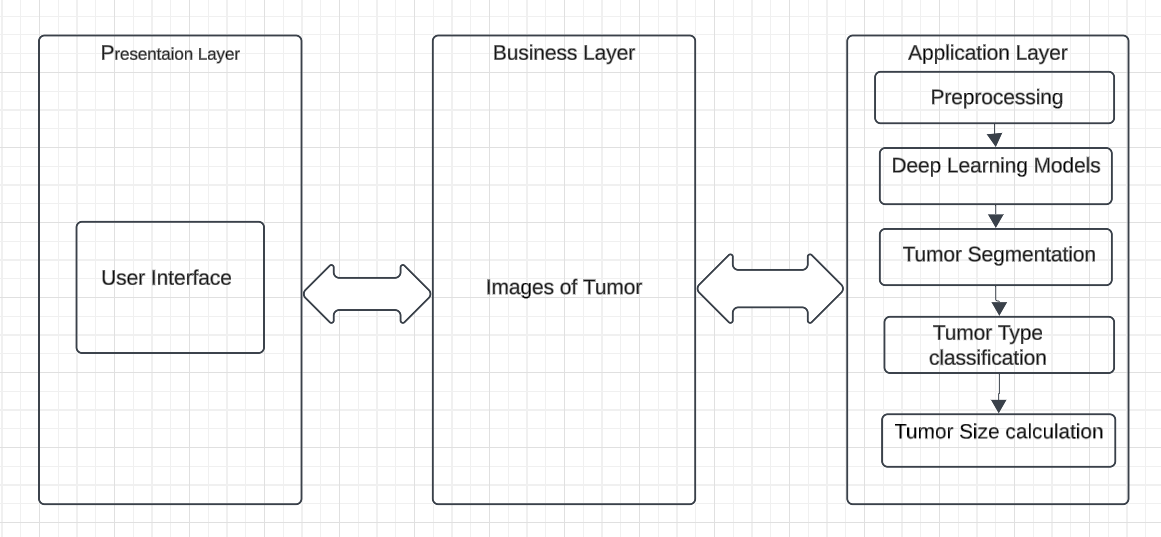 Presentaion Layer
User Interface
Business Layer
Images of Tumor
Application Layer
Preprocessing
Deep Learning Models
Tumor Segmentation
Tumor Type
classification
Tumor Size calculation